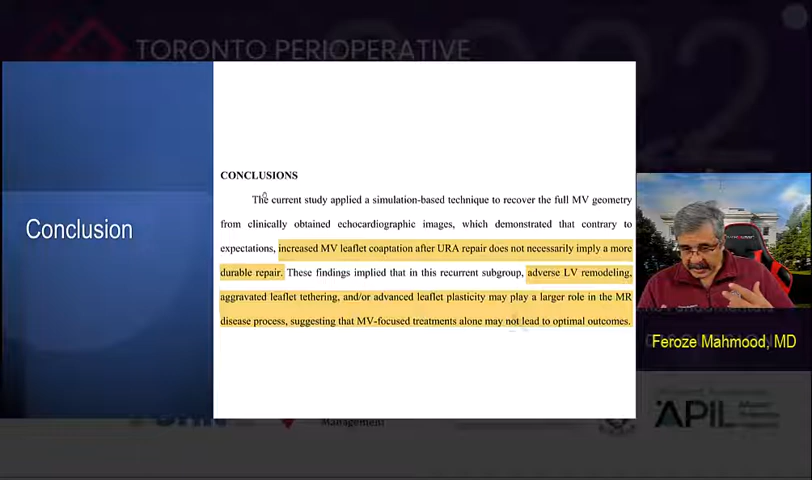 TORONTO PERIOPERATIVE
Conclusion
CONCLUSIONS
The current study applied a simulation-based technique to recover the full MV geometry
from clinically obtained echocardiographic images, which demonstrated that contrary to
expectations, increased MV leaflet coaptation after URA repair does not necessarily imply a more
durable repair. These findings implied that in this recurrent subgroup, adverse LV remodeling,
aggravated leaflet tethering, and/or advanced leaflet plasticity may play a larger role in the MR
disease process, suggesting that MV-focused treatments alone may not lead to optimal outcomes.
Feroze Mahmood, MD
Management
APIL